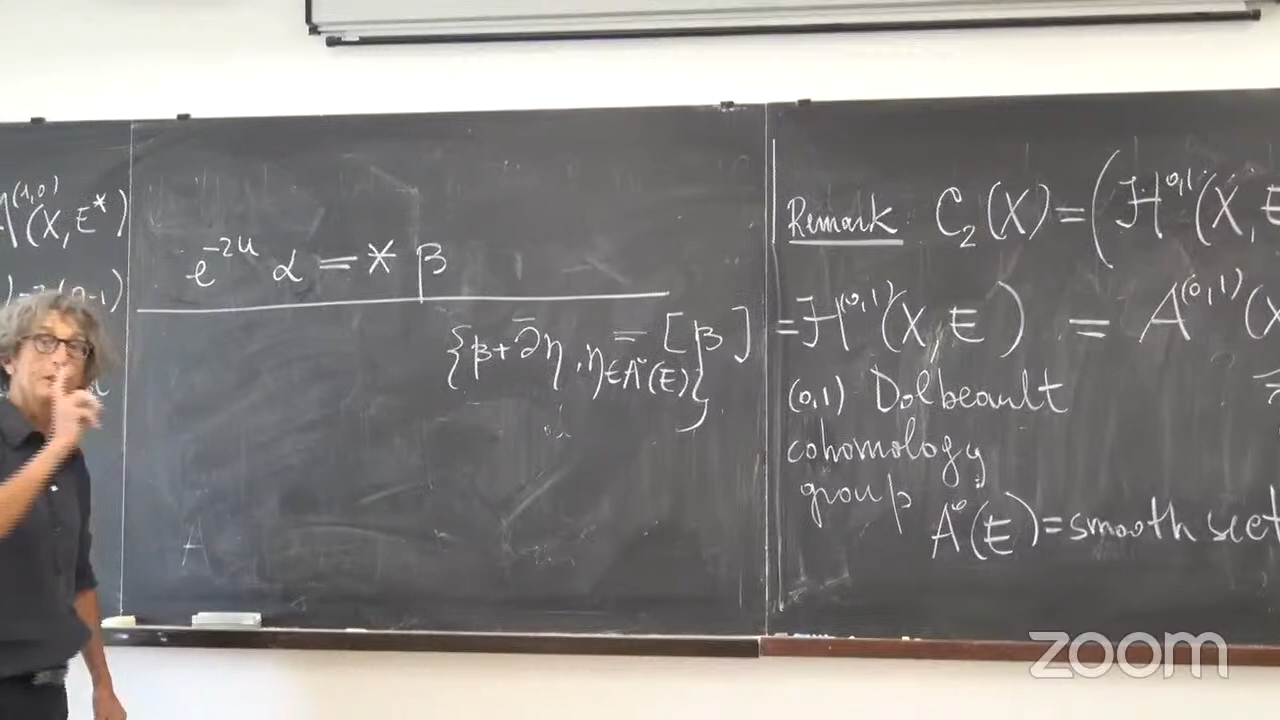 A^{(1,0)}(X, E^*)
e^{-2u} α = * β
{β + ∂̄η, η ∈ A^0(E)} = [β]
Remark. C_2(X) = (H^{0,1}(X, E
= H^{(0,1)}(X, E) = A^{(0,1)}(X
(0,1) Dolbeault
cohomology
group
A^0(E) = smooth sect
A
zoom